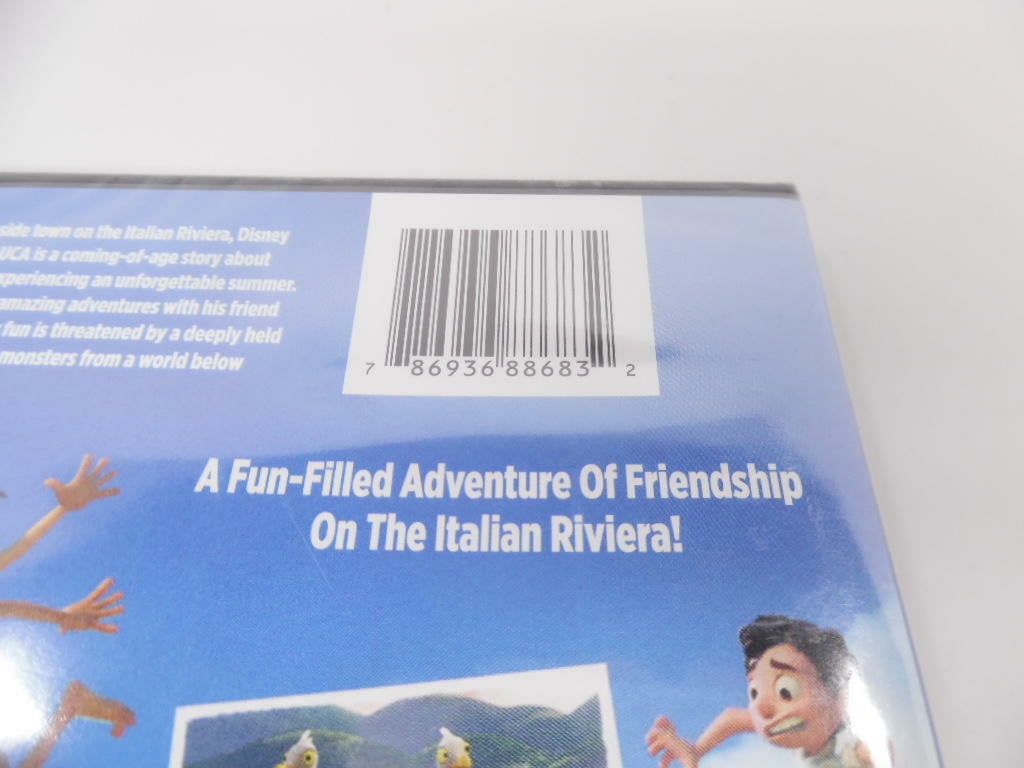 side town on the Italian Riviera, Disney
UCA is a coming-of-age story about
xperiencing an unforgettable summer.
amazing adventures with his friend
fun is threatened by a deeply held
monsters from a world below
7 86936 88683 2
A Fun-Filled Adventure Of Friendship
On The Italian Riviera!